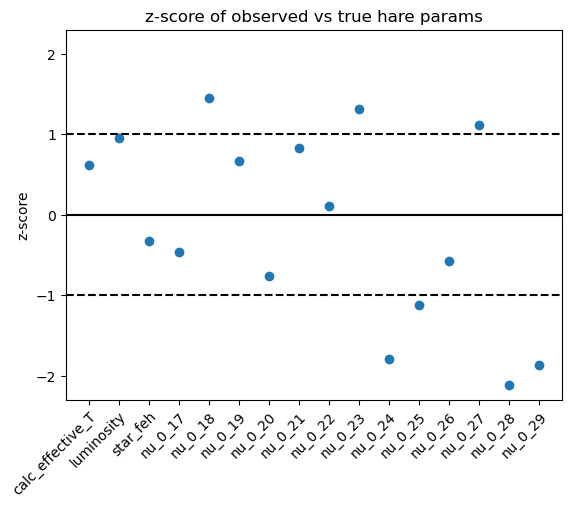 z-score of observed vs true hare params
z-score
2
1
0
−1
−2
calc_effective_T
luminosity
star_feh
nu_0_17
nu_0_18
nu_0_19
nu_0_20
nu_0_21
nu_0_22
nu_0_23
nu_0_24
nu_0_25
nu_0_26
nu_0_27
nu_0_28
nu_0_29